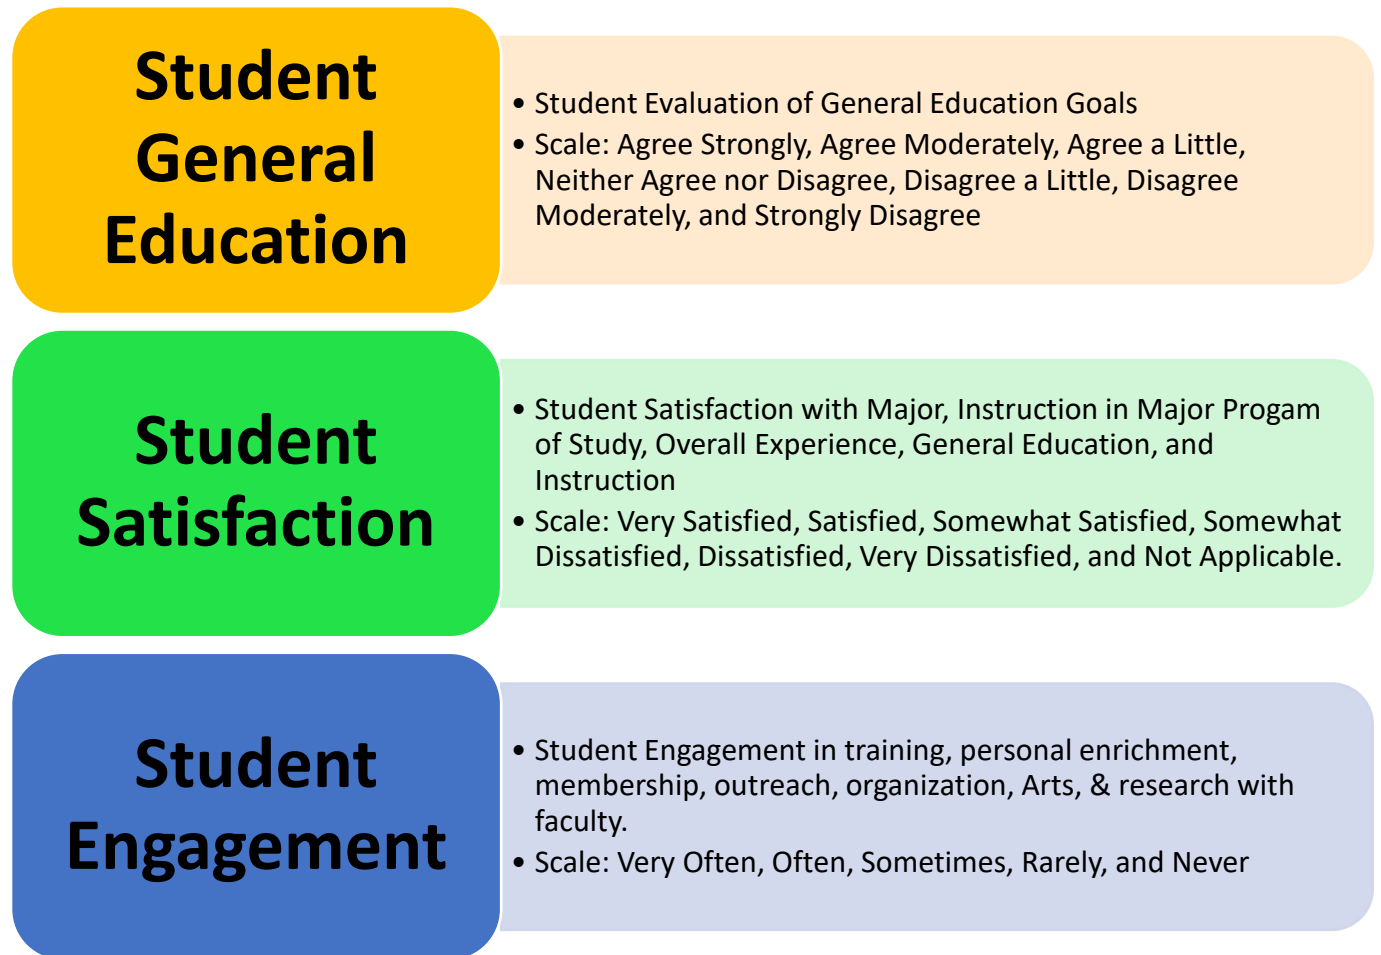 Student
General
Education
• Student Evaluation of General Education Goals
• Scale: Agree Strongly, Agree Moderately, Agree a Little,
Neither Agree nor Disagree, Disagree a Little, Disagree
Moderately, and Strongly Disagree
Student
Satisfaction
• Student Satisfaction with Major, Instruction in Major Progam
of Study, Overall Experience, General Education, and
Instruction
• Scale: Very Satisfied, Satisfied, Somewhat Satisfied, Somewhat
Dissatisfied, Dissatisfied, Very Dissatisfied, and Not Applicable.
Student
Engagement
• Student Engagement in training, personal enrichment,
membership, outreach, organization, Arts, & research with
faculty.
• Scale: Very Often, Often, Sometimes, Rarely, and Never